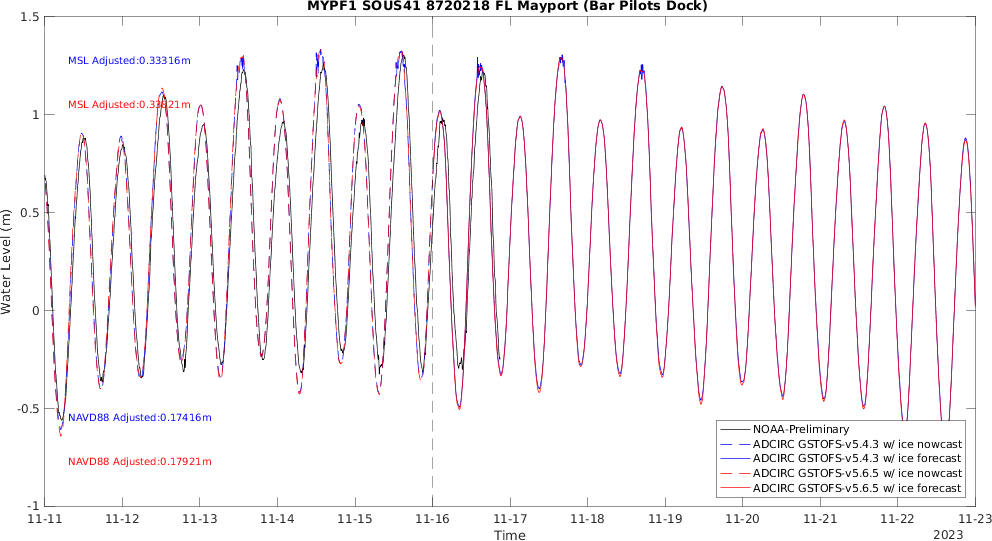 MYPF1 SOUS41 8720218 FL Mayport (Bar Pilots Dock)
1.5
1
0.5
0
-0.5
-1
Water Level (m)
MSL Adjusted:0.33316m
MSL Adjusted:0.33821m
NAVD88 Adjusted:0.17416m
NAVD88 Adjusted:0.17921m
NOAA-Preliminary
ADCIRC GSTOFS-v5.4.3 w/ ice nowcast
ADCIRC GSTOFS-v5.4.3 w/ ice forecast
ADCIRC GSTOFS-v5.6.5 w/ ice nowcast
ADCIRC GSTOFS-v5.6.5 w/ ice forecast
11-11 11-12 11-13 11-14 11-15 11-16 11-17 11-18 11-19 11-20 11-21 11-22 11-23
Time
2023